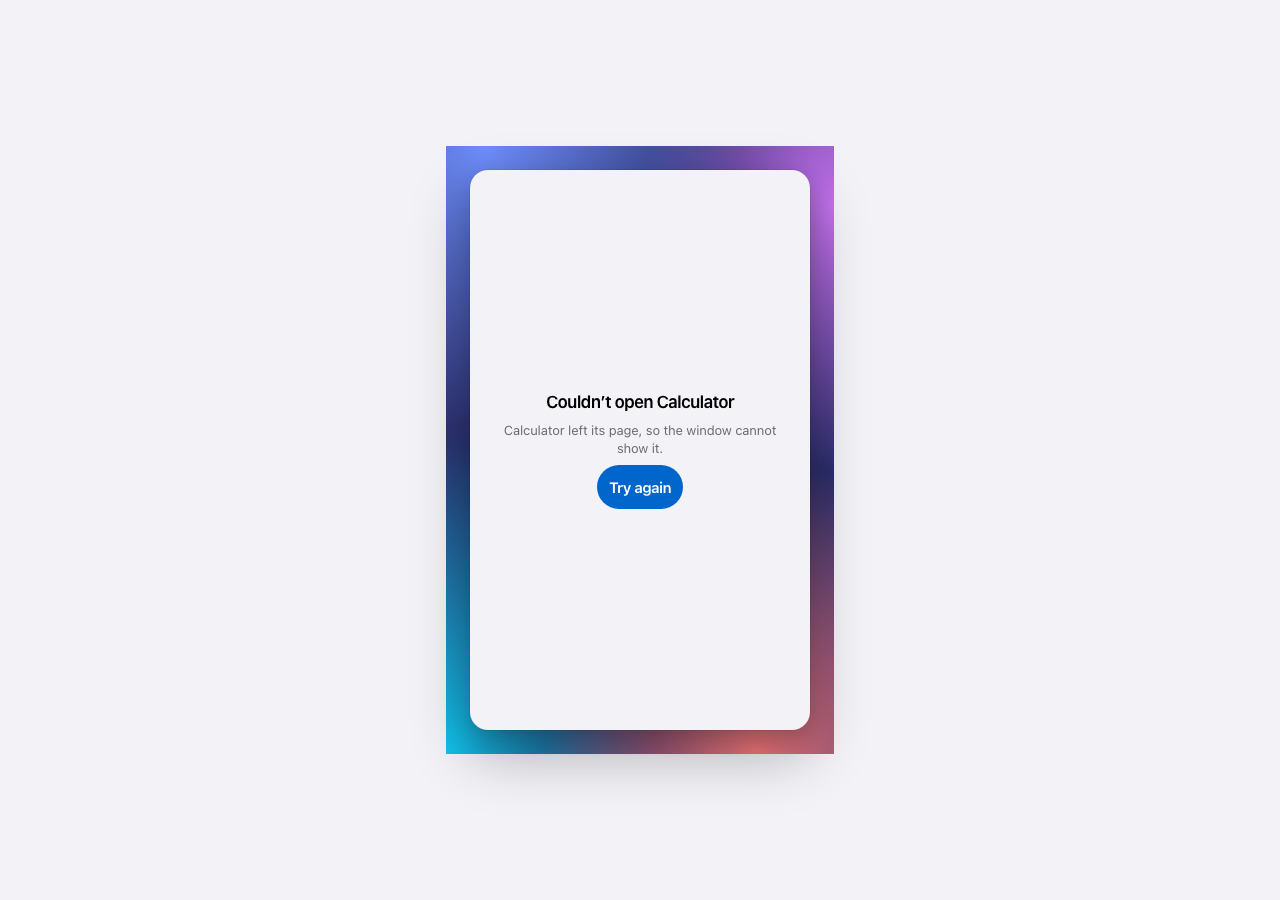 Couldn’t open Calculator
Calculator left its page, so the window cannot
show it.
Try again